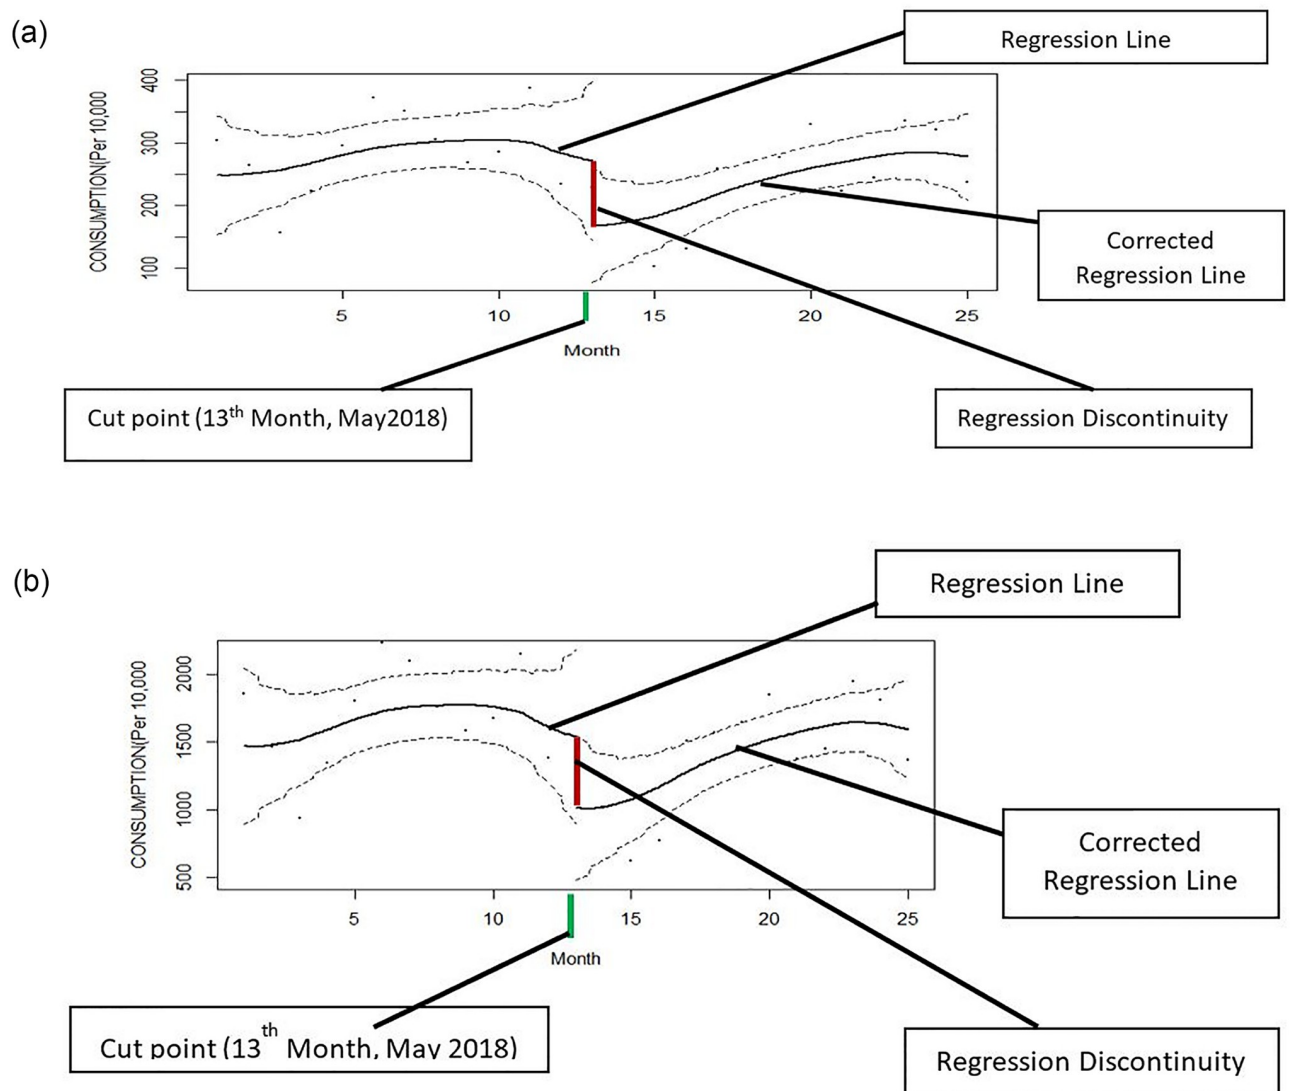 (a)
Regression Line
CONSUMPTION(Per 10,000
400
300
200
100
Corrected
Regression Line
5
10
15
20
25
Month
Cut point (13th Month, May2018)
Regression Discontinuity
(b)
Regression Line
CONSUMPTION(Per 10,000
2000
1500
1000
500
Corrected
Regression Line
5
10
15
20
25
Month
Cut point (13th Month, May 2018)
Regression Discontinuity